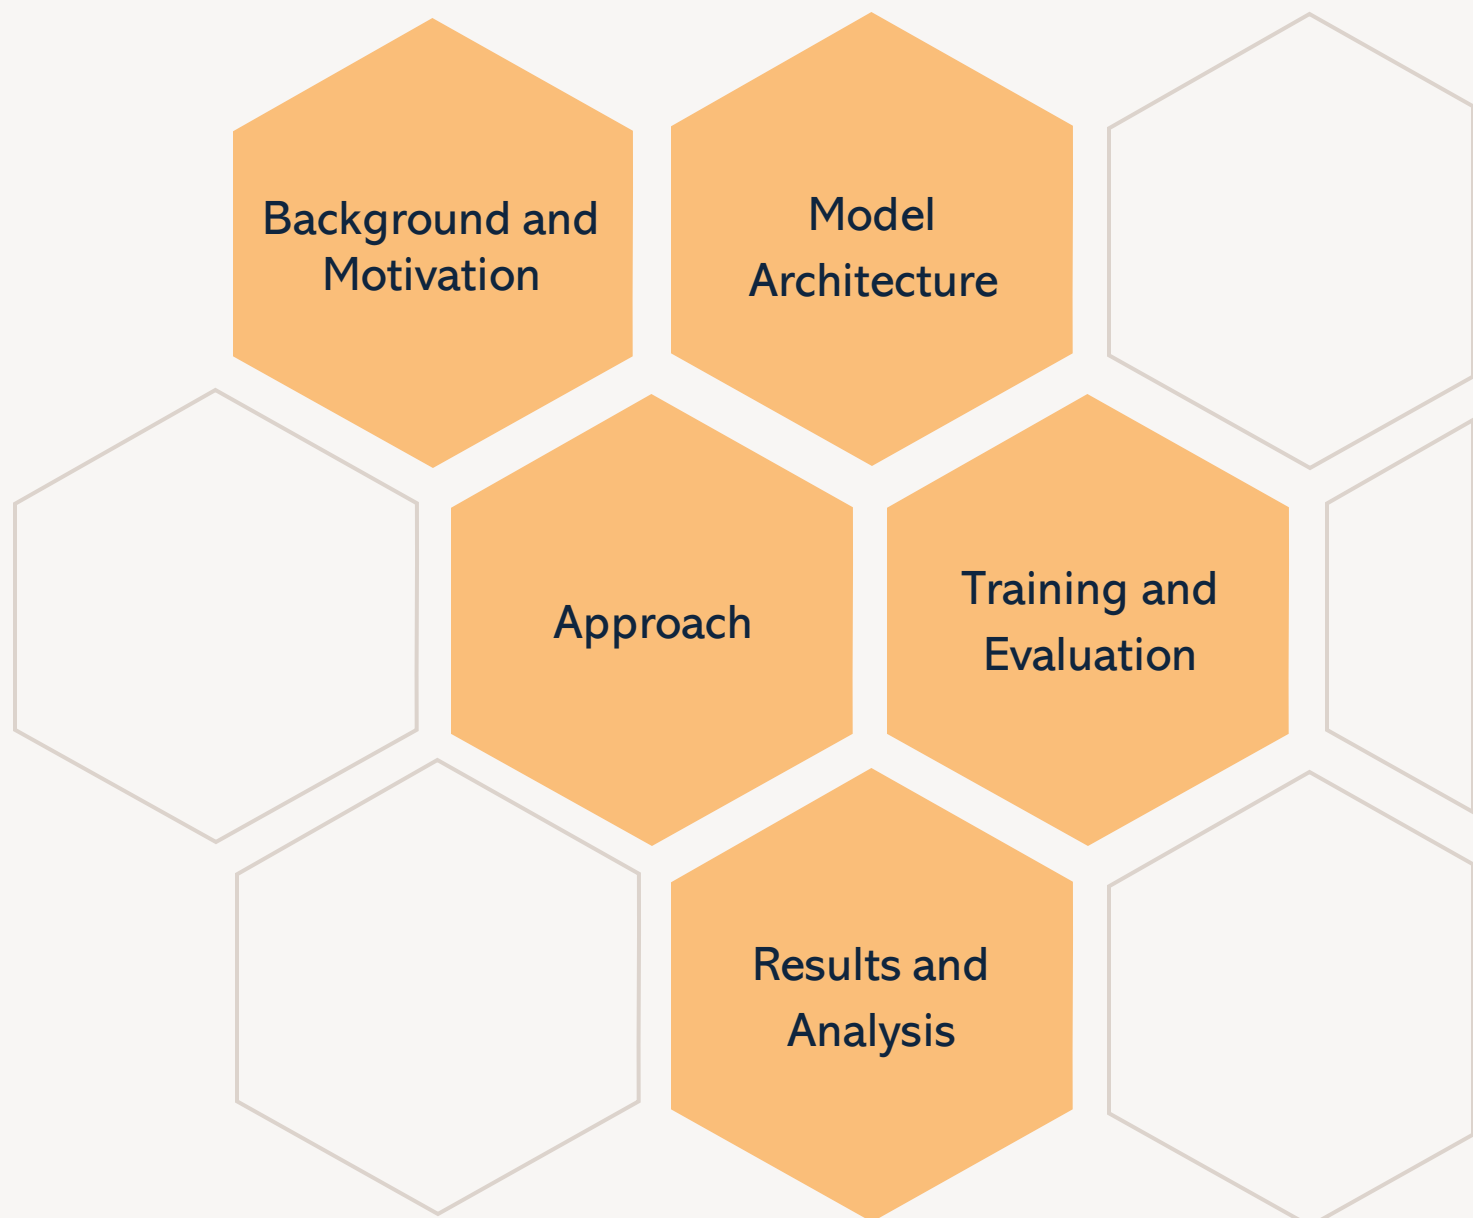 Background and
Motivation
Model
Architecture
Approach
Training and
Evaluation
Results and
Analysis